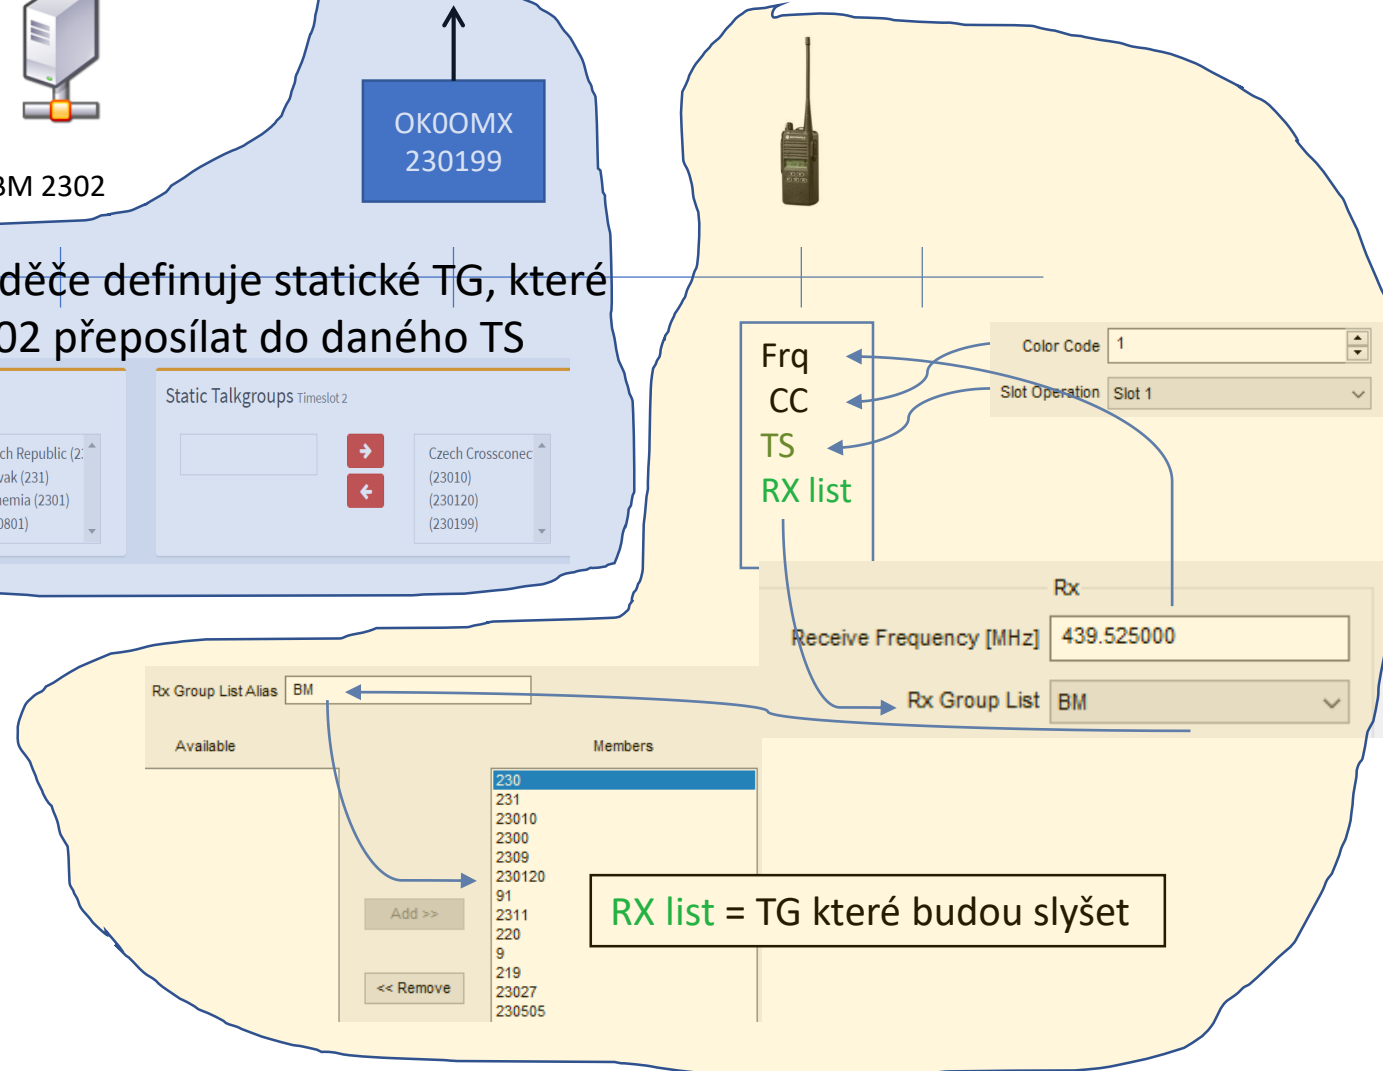 OK0OMX
230199
BM 2302
děče definuje statické TG, které
02 přeposílat do daného TS
Static Talkgroups Timeslot 2
ch Republic (23
vak (231)
hemia (2301)
0801)
Czech Crossconec
(23010)
(230120)
(230199)
Frq
CC
TS
RX list
Color Code 1
Slot Operation Slot 1
Rx
Receive Frequency [MHz] 439.525000
Rx Group List BM
Rx Group List Alias BM
Available
Members
230
231
23010
2300
2309
230120
91
2311
220
9
219
23027
230505
Add >>
<< Remove
RX list = TG které budou slyšet